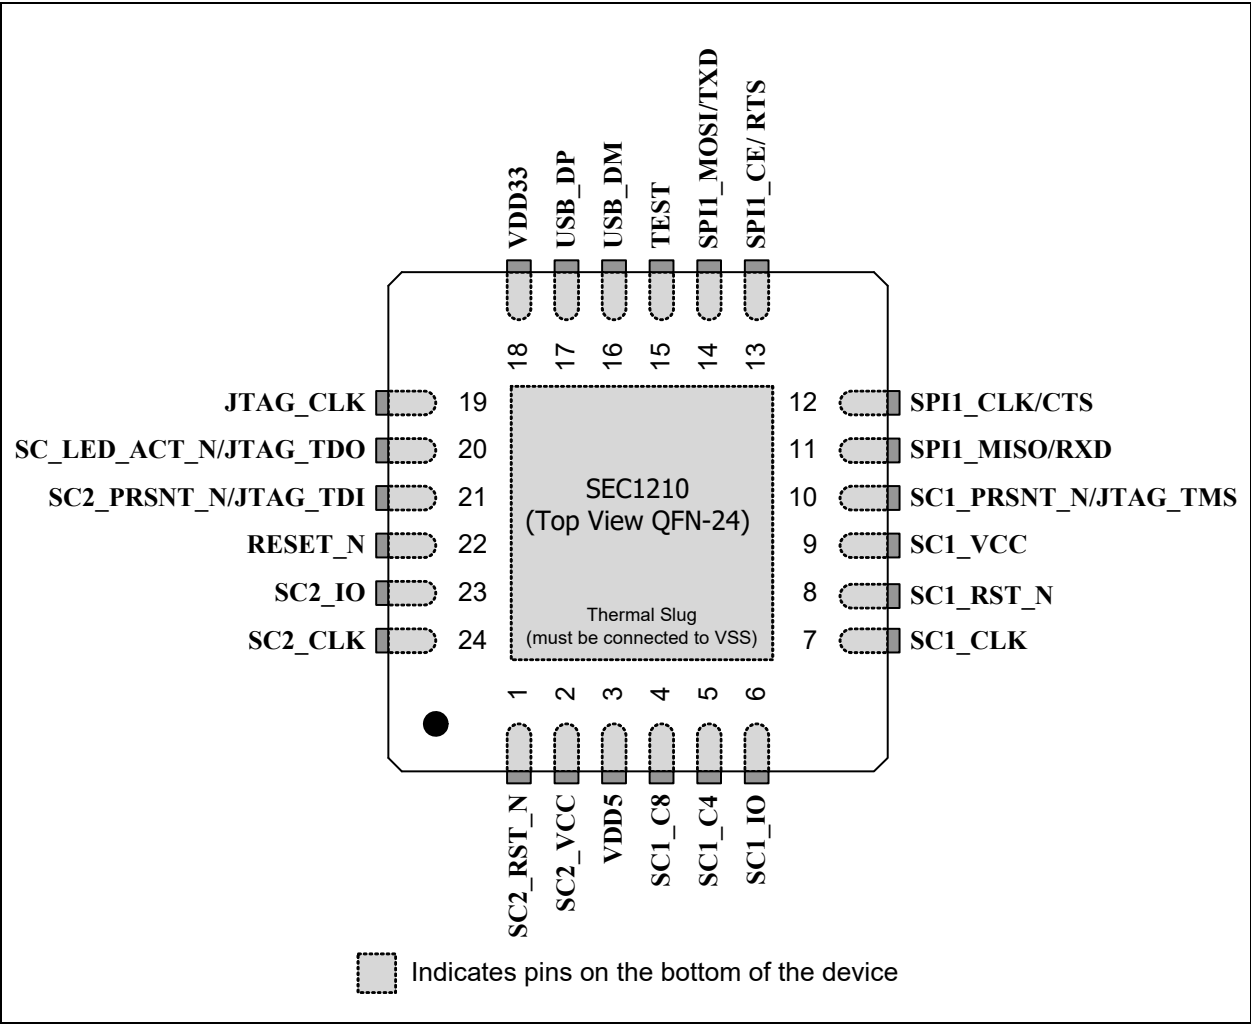 VDD33
USB_DP
USB_DM
TEST
SPI1_MOSI/TXD
SPI1_CE/ RTS
18
17
16
15
14
13
JTAG_CLK 19
SC_LED_ACT_N/JTAG_TDO 20
SC2_PRSNT_N/JTAG_TDI 21
RESET_N 22
SC2_IO 23
SC2_CLK 24
SEC1210
(Top View QFN-24)
Thermal Slug
(must be connected to VSS)
12 SPI1_CLK/CTS
11 SPI1_MISO/RXD
10 SC1_PRSNT_N/JTAG_TMS
9 SC1_VCC
8 SC1_RST_N
7 SC1_CLK
1
2
3
4
5
6
SC2_RST_N
SC2_VCC
VDD5
SC1_C8
SC1_C4
SC1_IO
Indicates pins on the bottom of the device